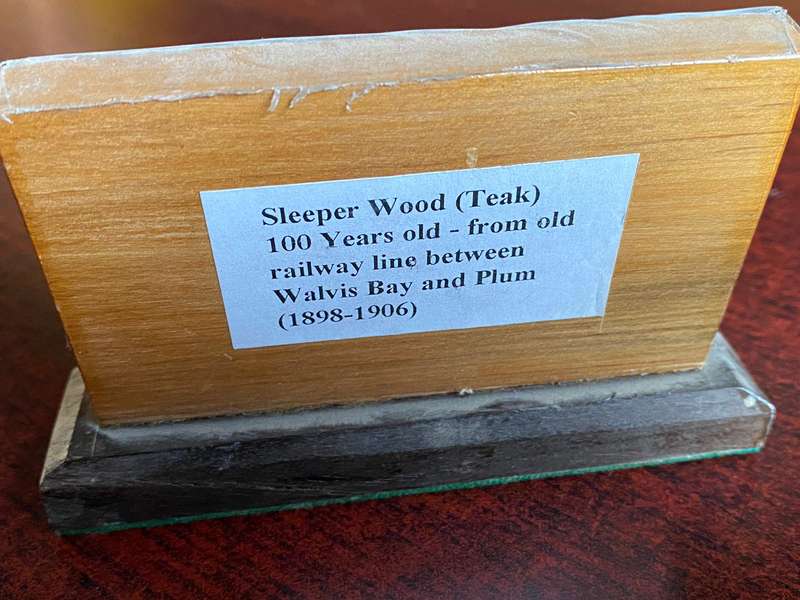 Sleeper Wood (Teak)
100 Years old - from old
railway line between
Walvis Bay and Plum
(1898-1906)